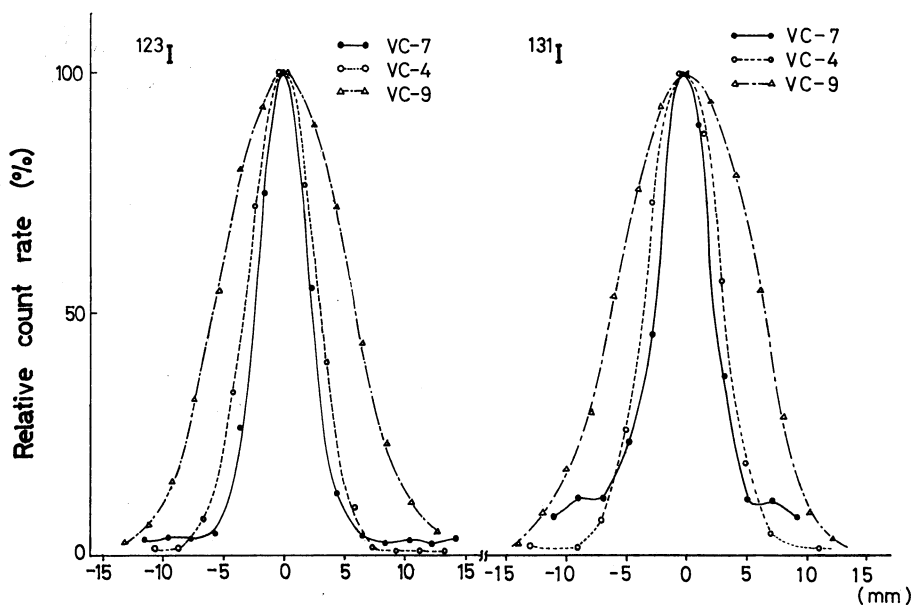 Relative count rate (%)
100
50
0
¹²³I
VC-7
VC-4
VC-9
-15 -10 -5 0 5 10 15
¹³¹I
VC-7
VC-4
VC-9
-15 -10 -5 0 5 10 15
(mm)